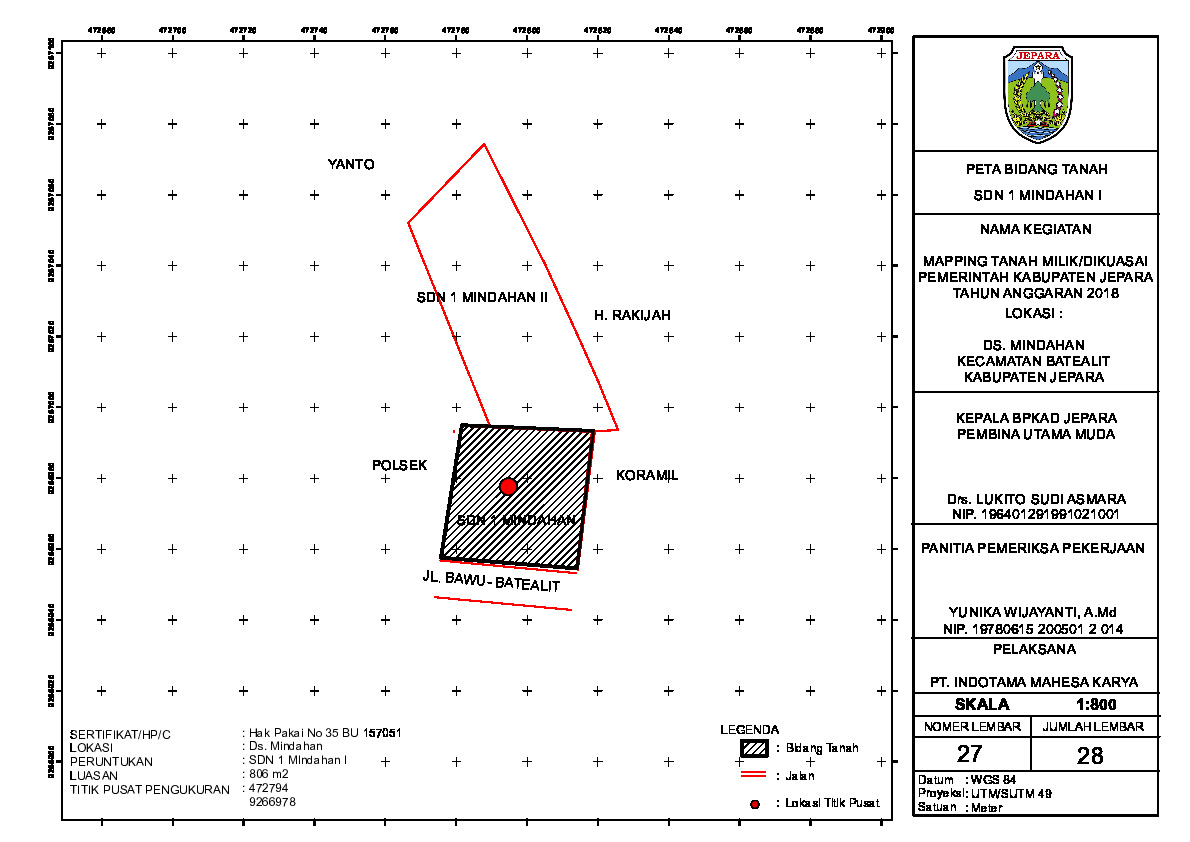 472680 472700 472720 472740 472760 472780 472800 472820 472840 472860 472880 472900
JEPARA
PETA BIDANG TANAH
SDN 1 MINDAHAN I
NAMA KEGIATAN
MAPPING TANAH MILIK/DIKUASAI
PEMERINTAH KABUPATEN JEPARA
TAHUN ANGGARAN 2018
LOKASI :
DS. MINDAHAN
KECAMATAN BATEALIT
KABUPATEN JEPARA
KEPALA BPKAD JEPARA
PEMBINA UTAMA MUDA
Drs. LUKITO SUDI ASMARA
NIP. 196401291991021001
PANITIA PEMERIKSA PEKERJAAN
YUNIKA WIJAYANTI, A.Md
NIP. 19780615 200501 2 014
PELAKSANA
PT. INDOTAMA MAHESA KARYA
SKALA 1:800
NOMER LEMBAR JUMLAH LEMBAR
27 28
Datum : WGS 84
Proyeksi : UTM/SUTM 49
Satuan : Meter
YANTO
SDN 1 MINDAHAN II
H. RAKIJAH
POLSEK
KORAMIL
SDN 1 MINDAHAN
JL. BAWU- BATEALIT
SERTIFIKAT/HP/C : Hak Pakai No 35 BU 157051
LOKASI : Ds. Mindahan
PERUNTUKAN : SDN 1 MIndahan I
LUASAN : 806 m2
TITIK PUSAT PENGUKURAN : 472794
9266978
LEGENDA
: Bidang Tanah
: Jalan
: Lokasi Titik Pusat